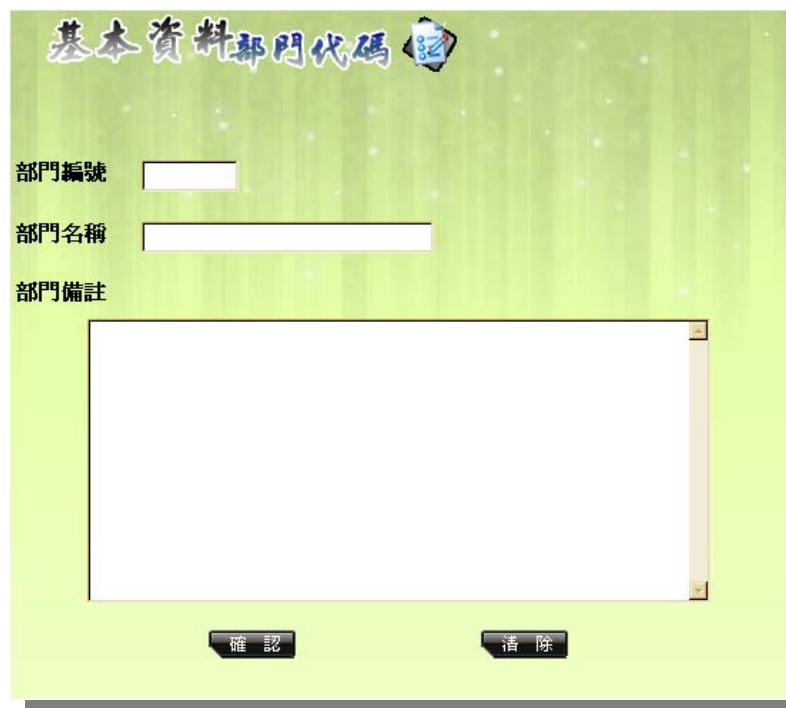 基本資料部門代碼
部門編號
部門名稱
部門備註
確 認
清 除